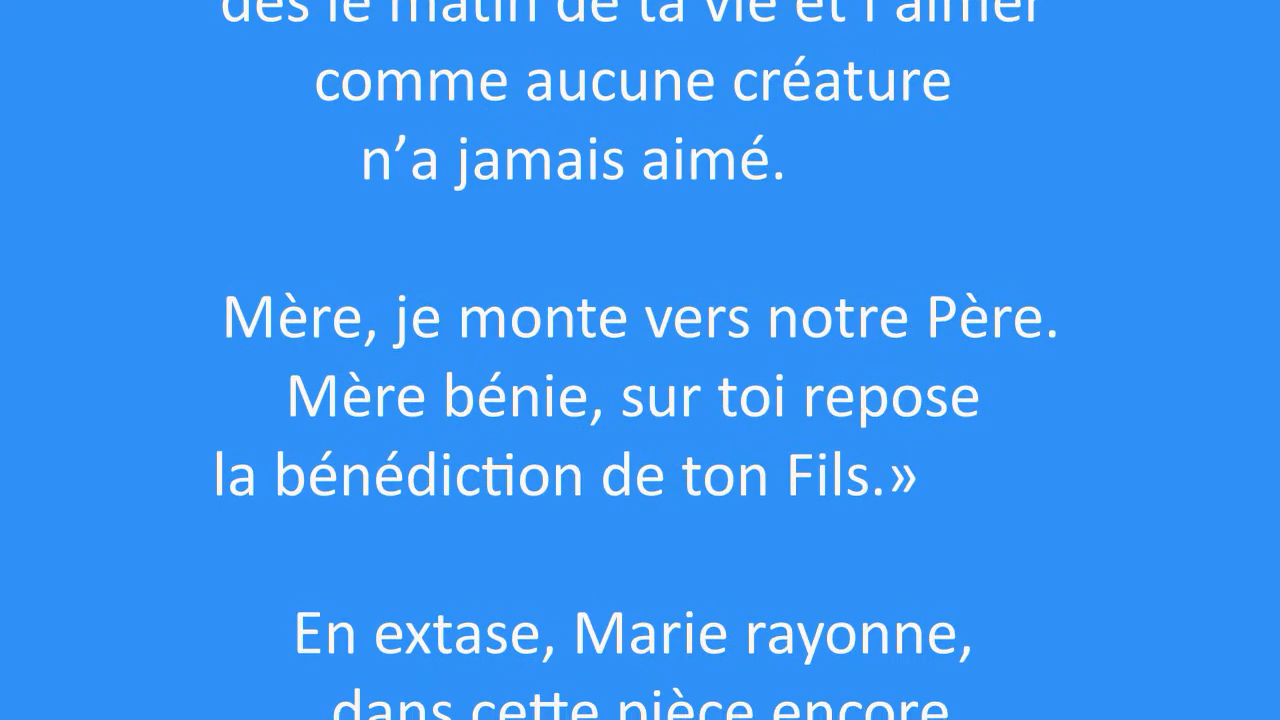 dès le matin de ta vie et l'aimer
comme aucune créature
n’a jamais aimé.
Mère, je monte vers notre Père.
Mère bénie, sur toi repose
la bénédiction de ton Fils.»
En extase, Marie rayonne,
dans cette pièce encore